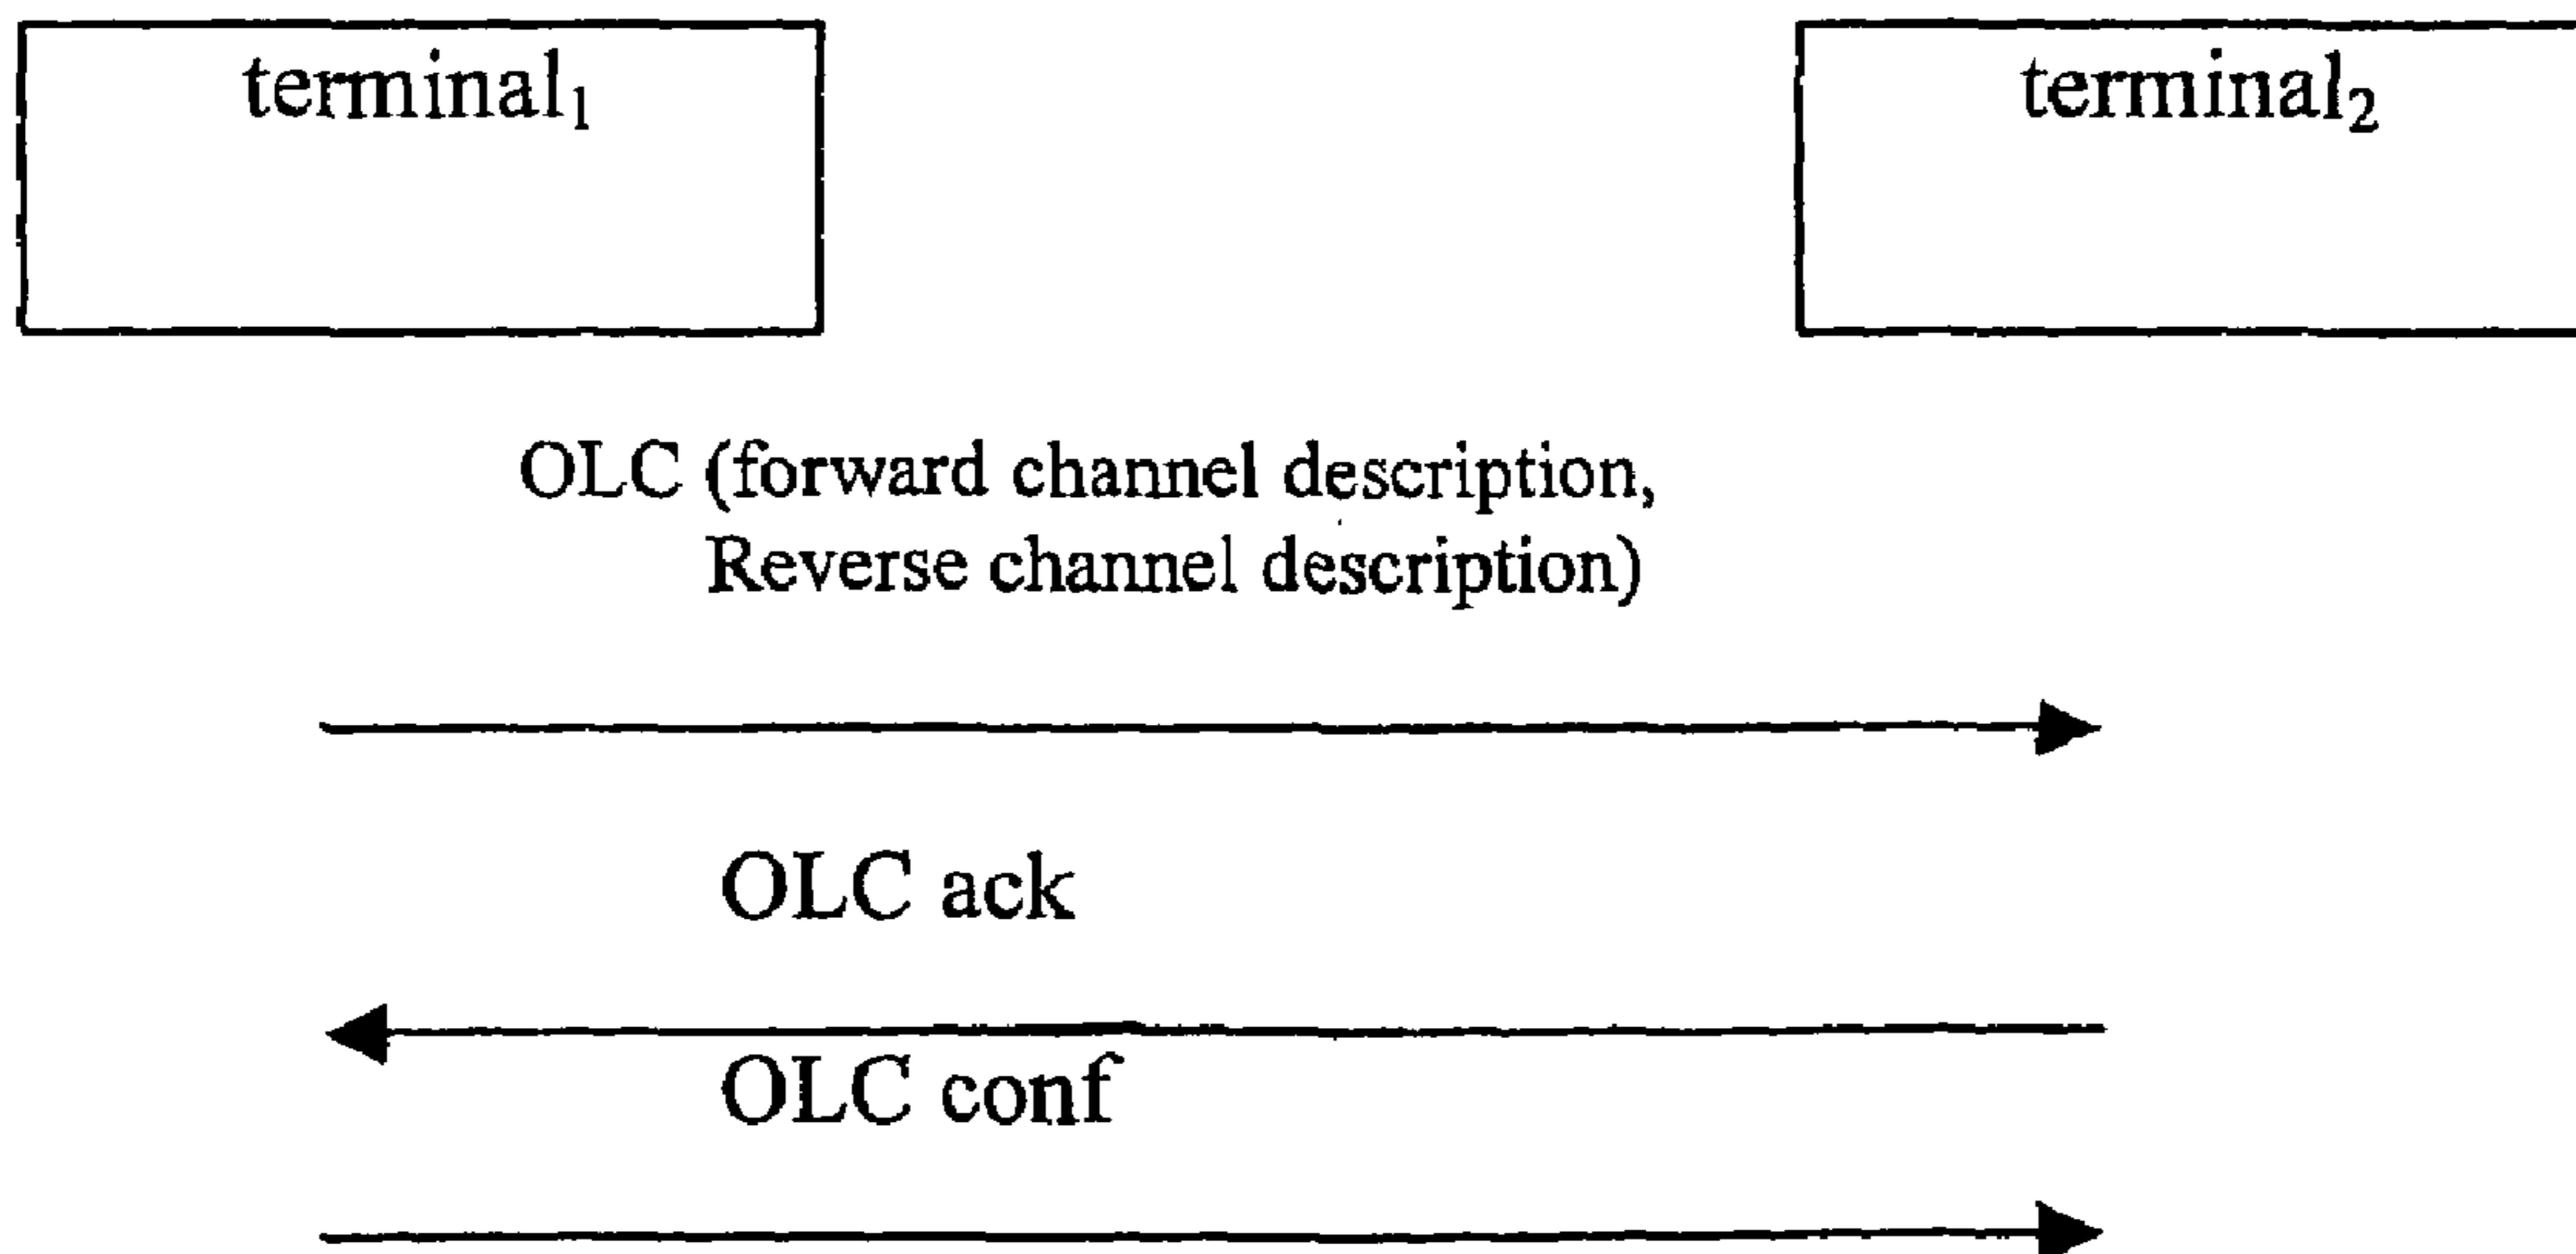 terminal₁
terminal₂
OLC (forward channel description,
Reverse channel description)
OLC ack
OLC conf